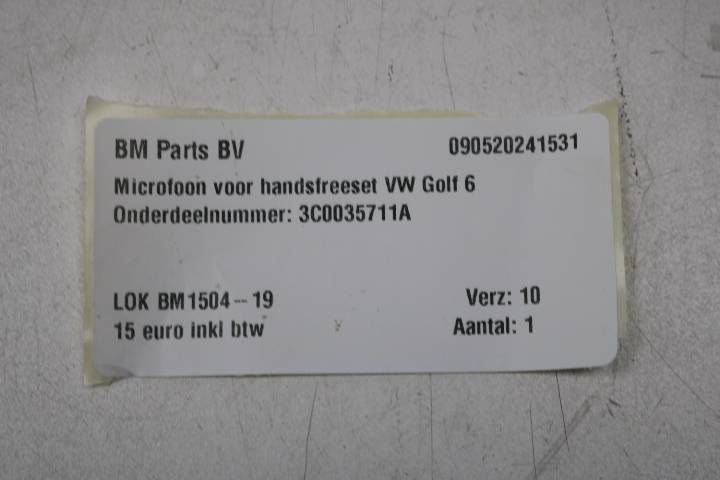 BM Parts BV 090520241531
Microfoon voor handsfreeset VW Golf 6
Onderdeelnummer: 3C0035711A
LOK BM1504--19 Verz: 10
15 euro inkl btw Aantal: 1